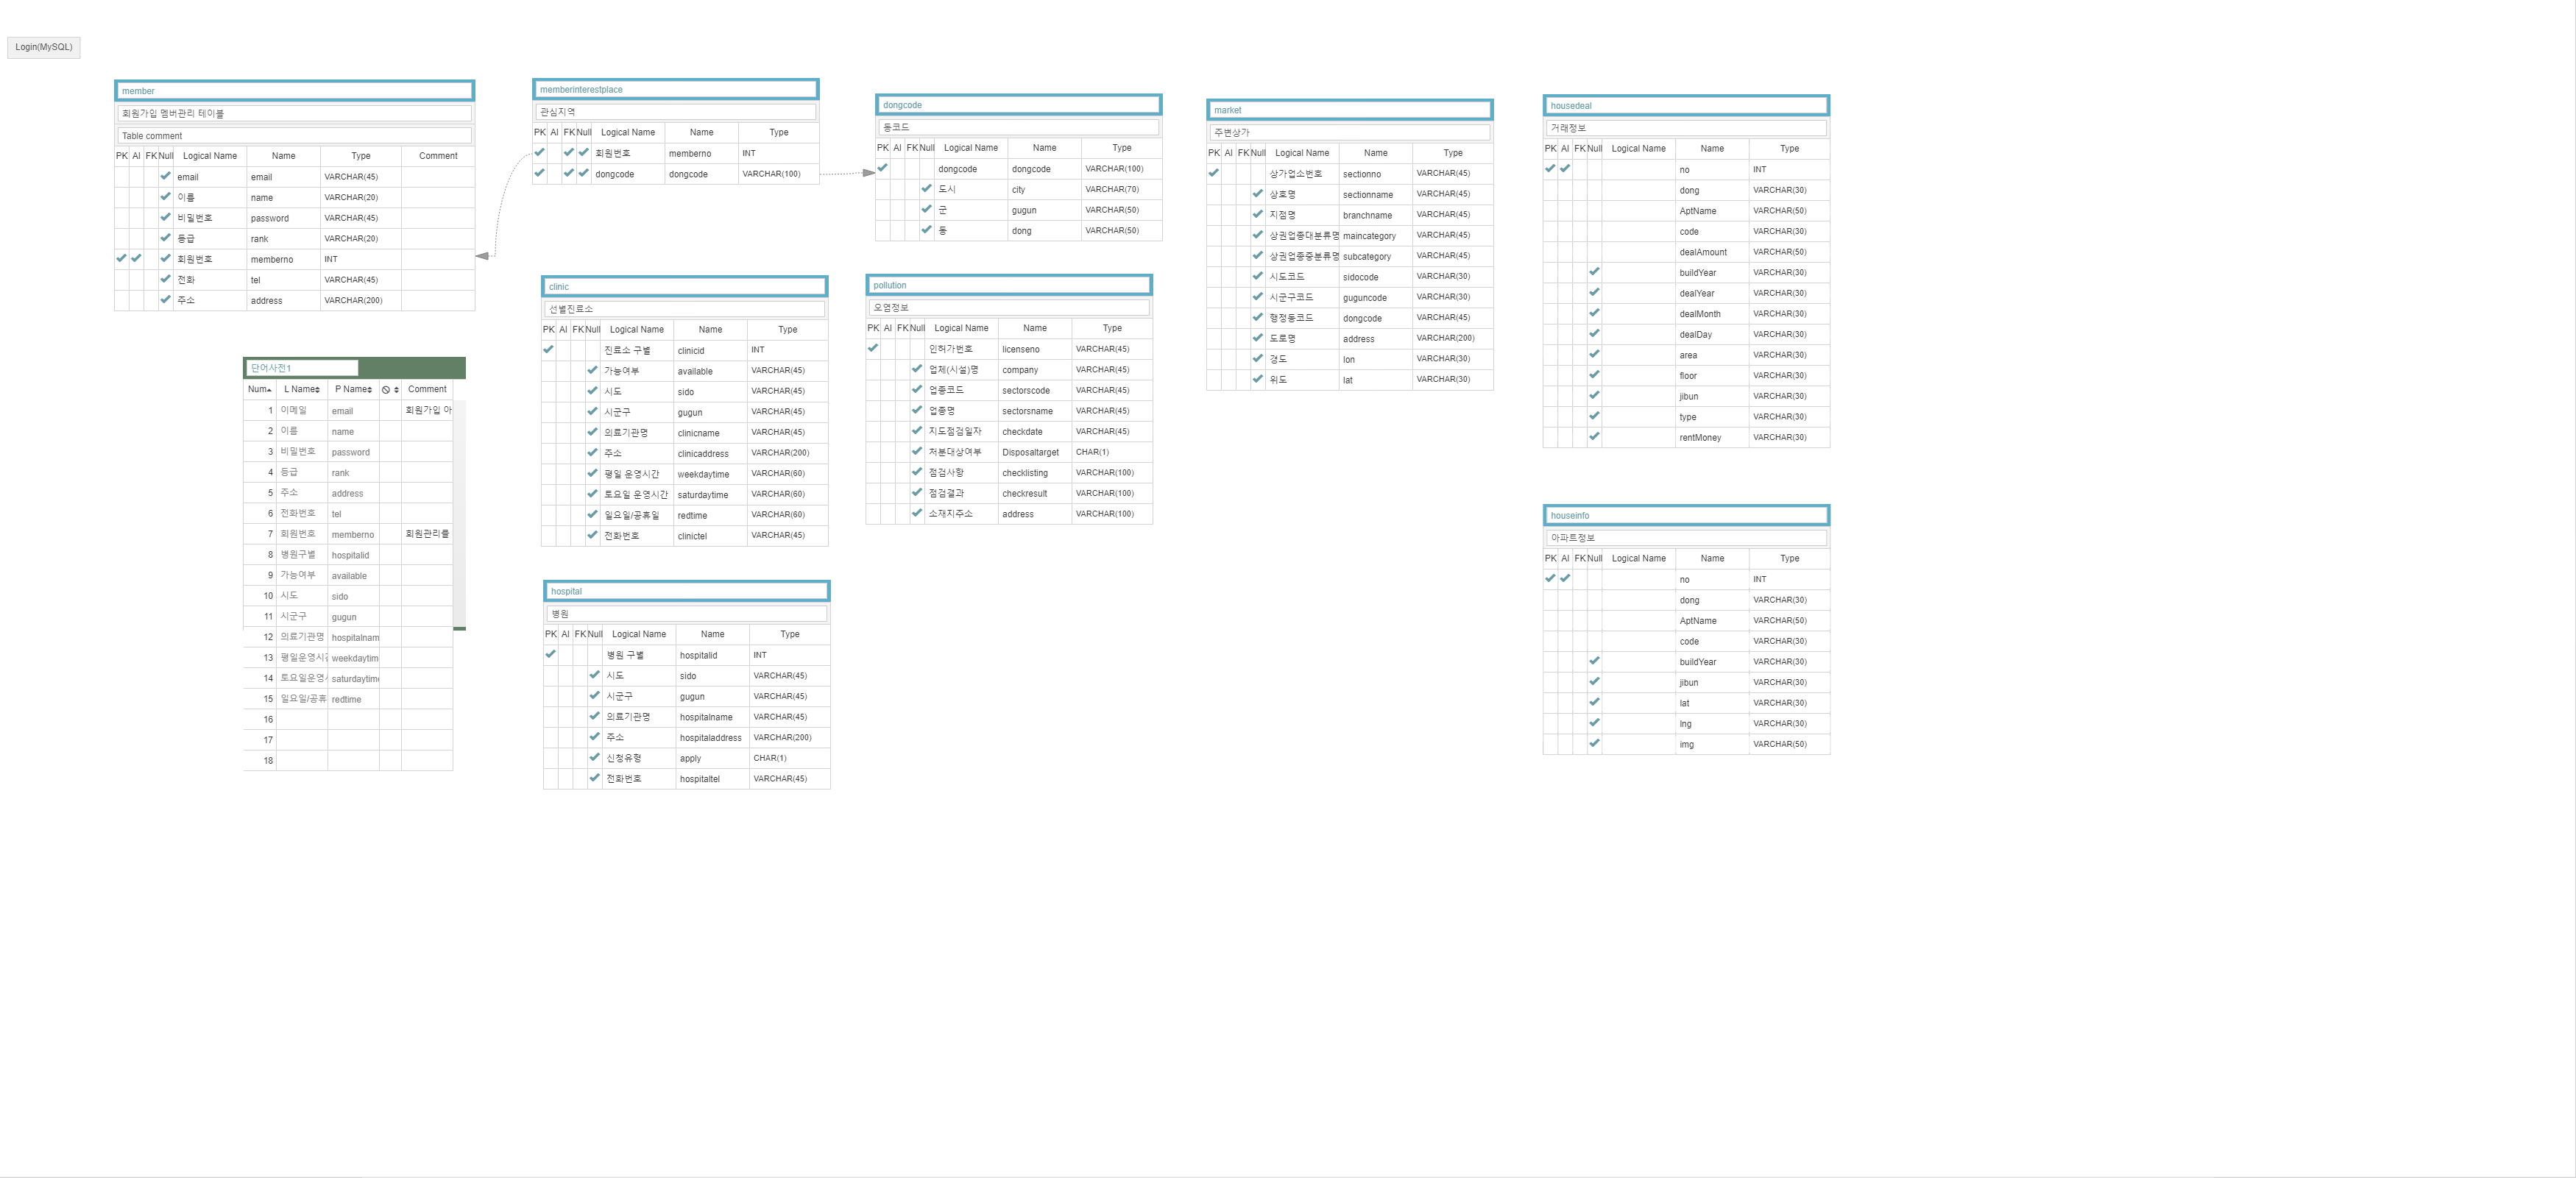 Login(MySQL)
member
회원가입 멤버관리 테이블
Table comment
PK AI FK Null Logical Name Name Type Comment
email email VARCHAR(45)
이름 name VARCHAR(20)
비밀번호 password VARCHAR(45)
등급 rank VARCHAR(20)
회원번호 memberno INT
전화 tel VARCHAR(45)
주소 address VARCHAR(200)
memberinterestplace
관심지역
PK AI FK Null Logical Name Name Type
회원번호 memberno INT
dongcode dongcode VARCHAR(100)
dongcode
동코드
PK AI FK Null Logical Name Name Type
dongcode dongcode VARCHAR(100)
도시 city VARCHAR(70)
군 gugun VARCHAR(50)
동 dong VARCHAR(50)
market
주변상가
PK AI FK Null Logical Name Name Type
상가업소번호 sectionno VARCHAR(45)
상호명 sectionname VARCHAR(45)
지점명 branchname VARCHAR(45)
상권업종대분류명 maincategory VARCHAR(45)
상권업종중분류명 subcategory VARCHAR(45)
시도코드 sidocode VARCHAR(30)
시군구코드 guguncode VARCHAR(30)
행정동코드 dongcode VARCHAR(45)
도로명 address VARCHAR(200)
경도 lon VARCHAR(30)
위도 lat VARCHAR(30)
housedeal
거래정보
PK AI FK Null Logical Name Name Type
no INT
dong VARCHAR(30)
AptName VARCHAR(50)
code VARCHAR(30)
dealAmount VARCHAR(50)
buildYear VARCHAR(30)
dealYear VARCHAR(30)
dealMonth VARCHAR(30)
dealDay VARCHAR(30)
area VARCHAR(30)
floor VARCHAR(30)
jibun VARCHAR(30)
type VARCHAR(30)
rentMoney VARCHAR(30)
clinic
선별진료소
PK AI FK Null Logical Name Name Type
진료소 구별 clinicid INT
가능여부 available VARCHAR(45)
시도 sido VARCHAR(45)
시군구 gugun VARCHAR(45)
의료기관명 clinicname VARCHAR(45)
주소 clinicaddress VARCHAR(200)
평일 운영시간 weekdaytime VARCHAR(60)
토요일 운영시간 saturdaytime VARCHAR(60)
일요일/공휴일 redtime VARCHAR(60)
전화번호 clinictel VARCHAR(45)
pollution
오염정보
PK AI FK Null Logical Name Name Type
인허가번호 licenseno VARCHAR(45)
업체(시설)명 company VARCHAR(45)
업종코드 sectorscode VARCHAR(45)
업종명 sectorsname VARCHAR(45)
지도점검일자 checkdate VARCHAR(45)
처분대상여부 Disposaltarget CHAR(1)
점검사항 checklisting VARCHAR(100)
점검결과 checkresult VARCHAR(100)
소재지주소 address VARCHAR(100)
단어사전1
Num L Name P Name Comment
1 이메일 email 회원가입 아
2 이름 name
3 비밀번호 password
4 등급 rank
5 주소 address
6 전화번호 tel
7 회원번호 memberno 회원관리를
8 병원구별 hospitalid
9 가능여부 available
10 시도 sido
11 시군구 gugun
12 의료기관명 hospitalnam
13 평일운영시간 weekdaytim
14 토요일운영 saturdaytime
15 일요일/공휴 redtime
16
17
18
hospital
병원
PK AI FK Null Logical Name Name Type
병원 구별 hospitalid INT
시도 sido VARCHAR(45)
시군구 gugun VARCHAR(45)
의료기관명 hospitalname VARCHAR(45)
주소 hospitaladdress VARCHAR(200)
신청유형 apply CHAR(1)
전화번호 hospitaltel VARCHAR(45)
houseinfo
아파트정보
PK AI FK Null Logical Name Name Type
no INT
dong VARCHAR(30)
AptName VARCHAR(50)
code VARCHAR(30)
buildYear VARCHAR(30)
jibun VARCHAR(30)
lat VARCHAR(30)
lng VARCHAR(30)
img VARCHAR(50)